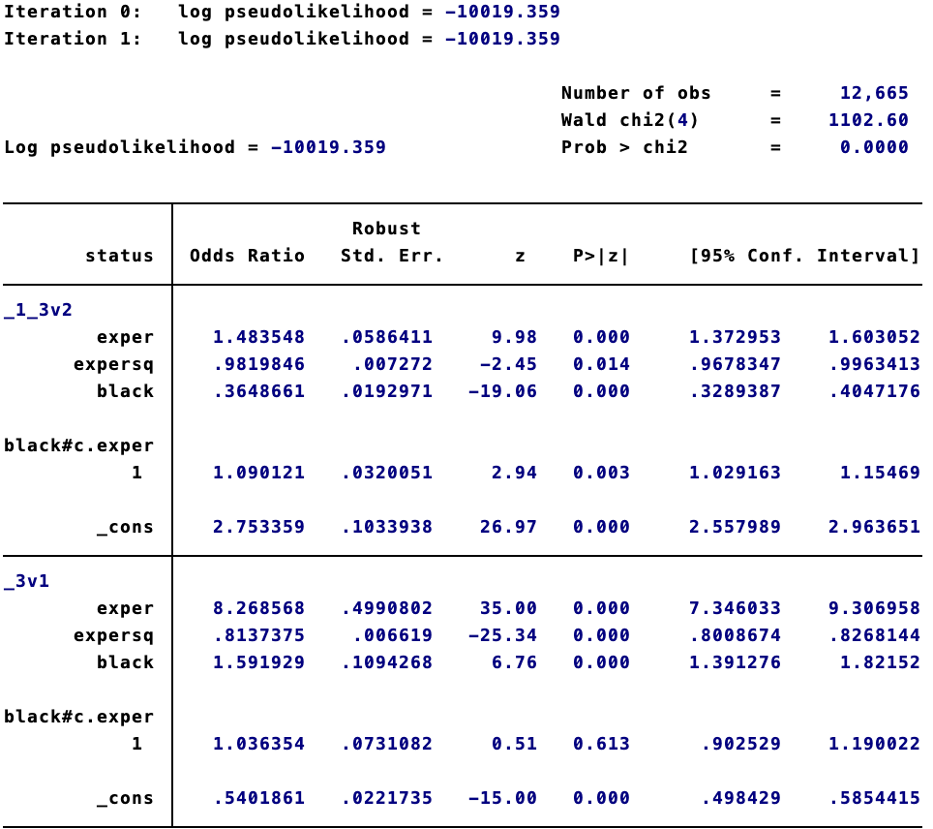 Iteration 0:   log pseudolikelihood = -10019.359
Iteration 1:   log pseudolikelihood = -10019.359
Number of obs     =     12,665
Wald chi2(4)      =    1102.60
Log pseudolikelihood = -10019.359   Prob > chi2       =     0.0000
Robust
status   Odds Ratio   Std. Err.      z    P>|z|     [95% Conf. Interval]
_1_3v2
exper   1.483548   .0586411     9.98   0.000     1.372953    1.603052
expersq   .9819846    .007272    -2.45   0.014     .9678347    .9963413
black   .3648661   .0192971   -19.06   0.000     .3289387    .4047176
black#c.exper
1   1.090121   .0320051     2.94   0.003     1.029163     1.15469
_cons   2.753359   .1033938    26.97   0.000     2.557989    2.963651
_3v1
exper   8.268568   .4990802    35.00   0.000     7.346033    9.306958
expersq   .8137375    .006619   -25.34   0.000     .8008674    .8268144
black   1.591929   .1094268     6.76   0.000     1.391276     1.82152
black#c.exper
1   1.036354   .0731082     0.51   0.613      .902529    1.190022
_cons   .5401861   .0221735   -15.00   0.000      .498429    .5854415